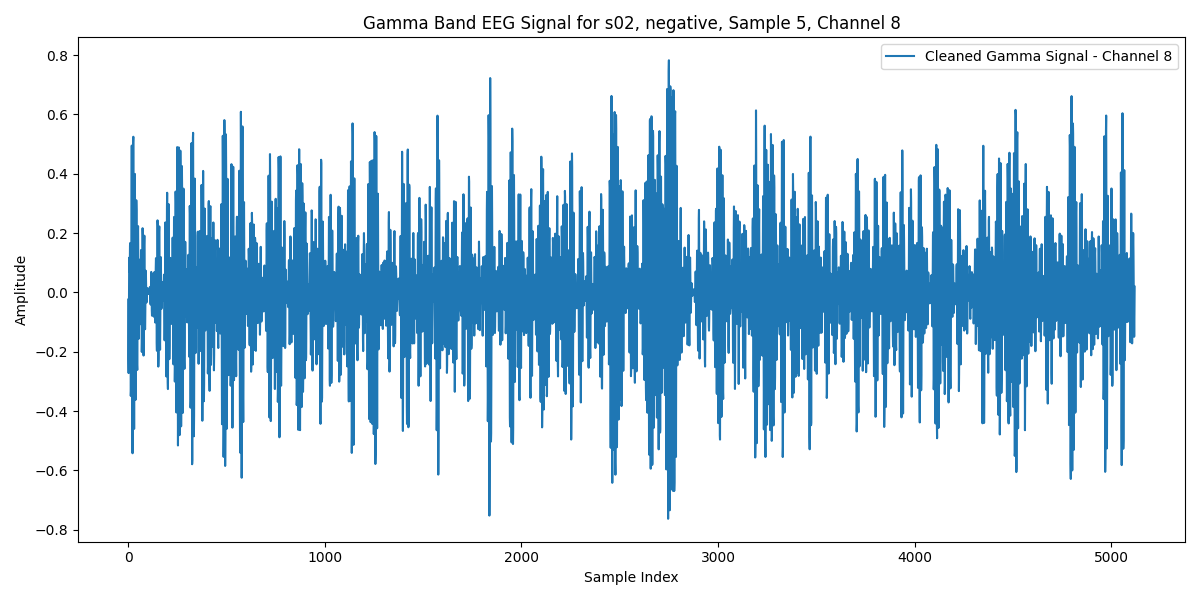 Gamma Band EEG Signal for s02, negative, Sample 5, Channel 8
Cleaned Gamma Signal - Channel 8
0.8
0.6
0.4
0.2
0.0
−0.2
−0.4
−0.6
−0.8
Amplitude
0 1000 2000 3000 4000 5000
Sample Index